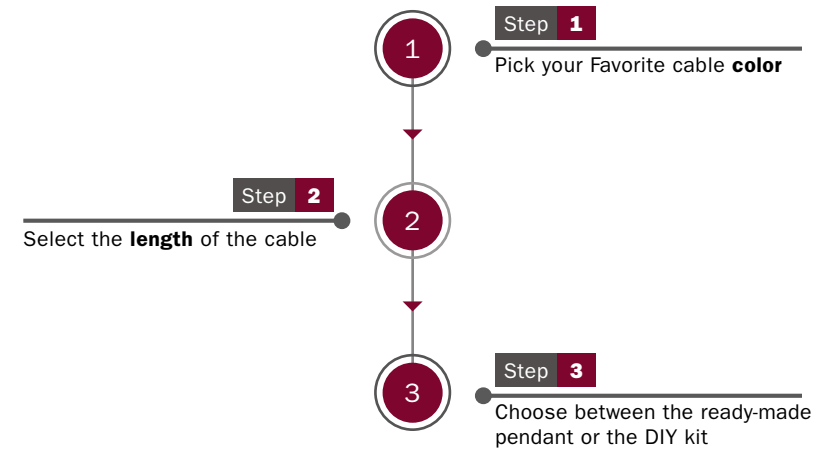 1
Step 1
Pick your Favorite cable color
Step 2
2
Select the length of the cable
3
Step 3
Choose between the ready-made
pendant or the DIY kit